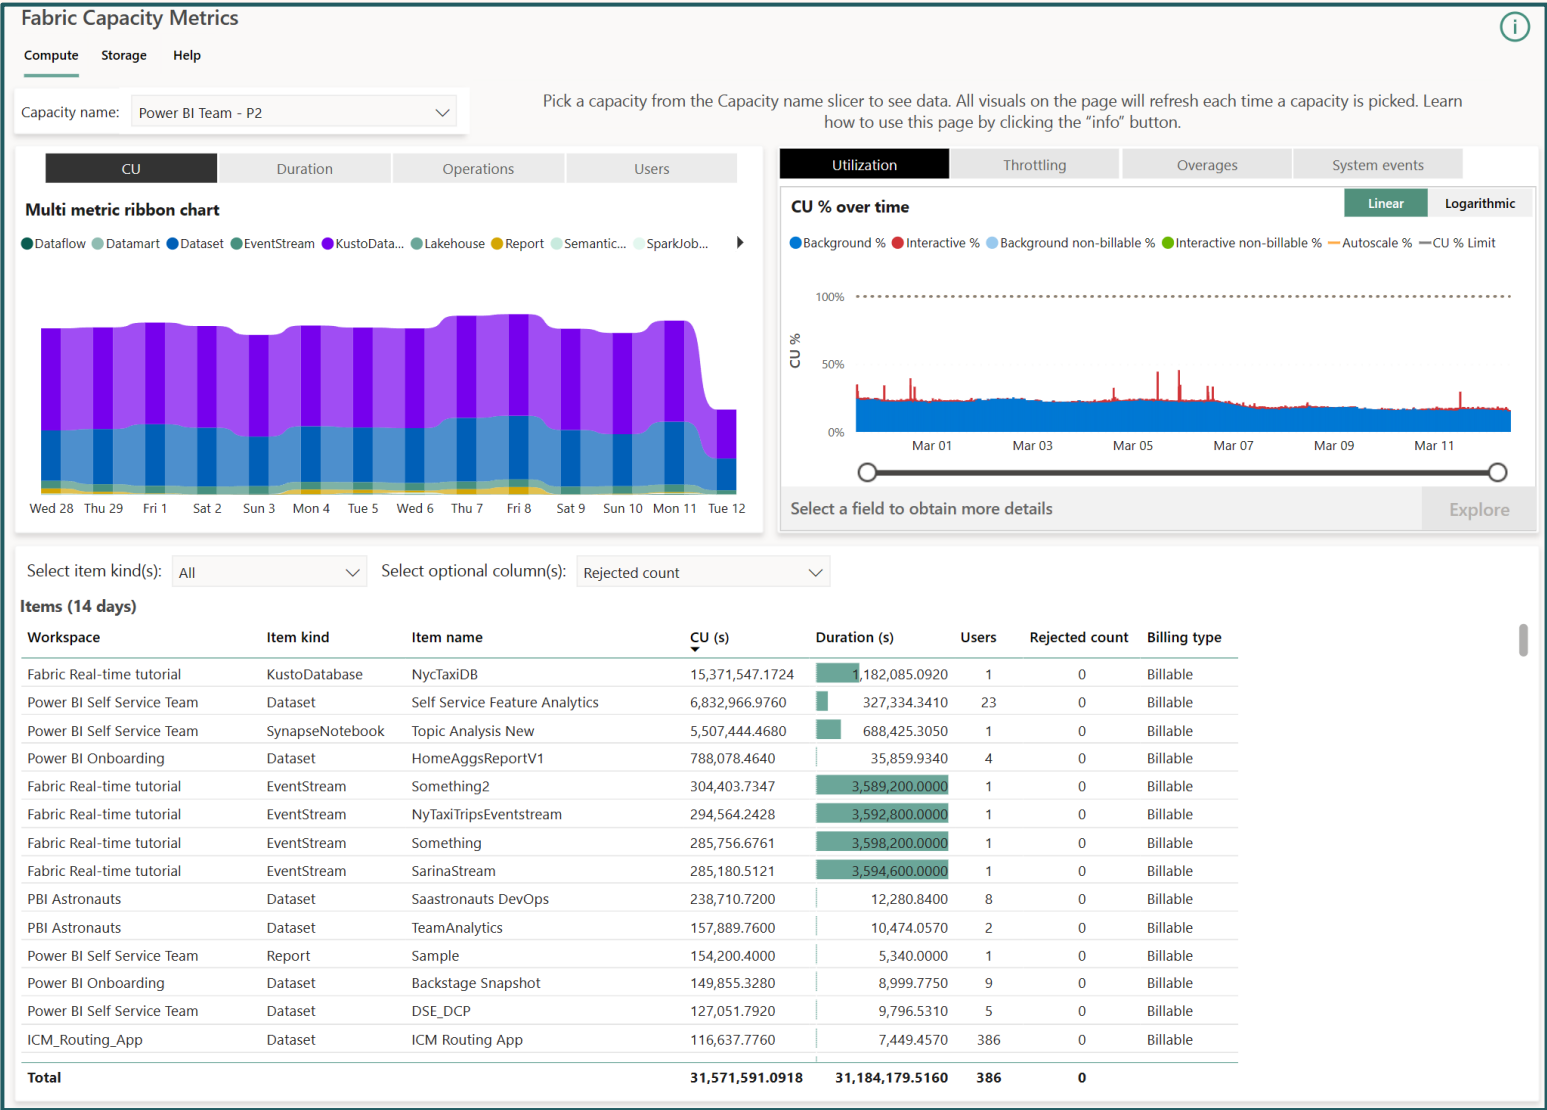 Fabric Capacity Metrics
Compute Storage Help
Capacity name: Power BI Team - P2
Pick a capacity from the Capacity name slicer to see data. All visuals on the page will refresh each time a capacity is picked. Learn
how to use this page by clicking the “info” button.
CU Duration Operations Users
Multi metric ribbon chart
Dataflow Datamart Dataset EventStream KustoData... Lakehouse Report Semantic... SparkJob...
Wed 28 Thu 29 Fri 1 Sat 2 Sun 3 Mon 4 Tue 5 Wed 6 Thu 7 Fri 8 Sat 9 Sun 10 Mon 11 Tue 12
Utilization Throttling Overages System events
CU % over time
Linear Logarithmic
Background % Interactive % Background non-billable % Interactive non-billable % Autoscale % CU % Limit
CU %
100%
50%
0%
Mar 01 Mar 03 Mar 05 Mar 07 Mar 09 Mar 11
Select a field to obtain more details
Explore
Select item kind(s): All Select optional column(s): Rejected count
Items (14 days)
Workspace Item kind Item name CU (s) Duration (s) Users Rejected count Billing type
Fabric Real-time tutorial KustoDatabase NycTaxiDB 15,371,547.1724 1,182,085.0920 1 0 Billable
Power BI Self Service Team Dataset Self Service Feature Analytics 6,832,966.9760 327,334.3410 23 0 Billable
Power BI Self Service Team SynapseNotebook Topic Analysis New 5,507,444.4680 688,425.3050 1 0 Billable
Power BI Onboarding Dataset HomeAggsReportV1 788,078.4640 35,859.9340 4 0 Billable
Fabric Real-time tutorial EventStream Something2 304,403.7347 3,589,200.0000 1 0 Billable
Fabric Real-time tutorial EventStream NyTaxiTripsEventstream 294,564.2428 3,592,800.0000 1 0 Billable
Fabric Real-time tutorial EventStream Something 285,756.6761 3,598,200.0000 1 0 Billable
Fabric Real-time tutorial EventStream SarinaStream 285,180.5121 3,594,600.0000 1 0 Billable
PBI Astronauts Dataset Saastronauts DevOps 238,710.7200 12,280.8400 8 0 Billable
PBI Astronauts Dataset TeamAnalytics 157,889.7600 10,474.0570 2 0 Billable
Power BI Self Service Team Report Sample 154,200.4000 5,340.0000 1 0 Billable
Power BI Onboarding Dataset Backstage Snapshot 149,855.3280 8,999.7750 9 0 Billable
Power BI Self Service Team Dataset DSE_DCP 127,051.7920 9,796.5310 5 0 Billable
ICM_Routing_App Dataset ICM Routing App 116,637.7760 7,449.4570 386 0 Billable
Total 31,571,591.0918 31,184,179.5160 386 0